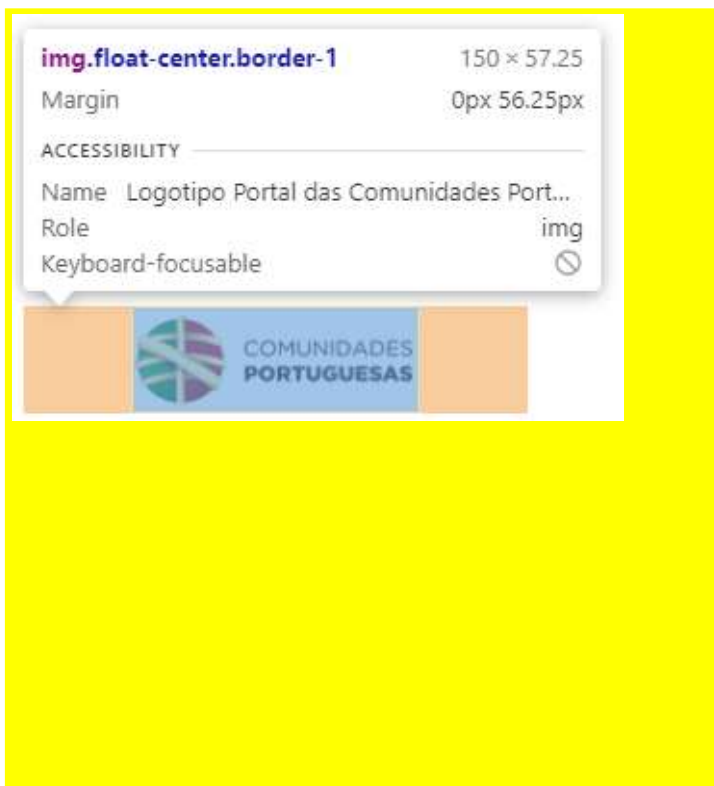 img.float-center.border-1 150 × 57.25
Margin 0px 56.25px
ACCESSIBILITY
Name Logotipo Portal das Comunidades Port...
Role img
Keyboard-focusable
COMUNIDADES
PORTUGUESAS